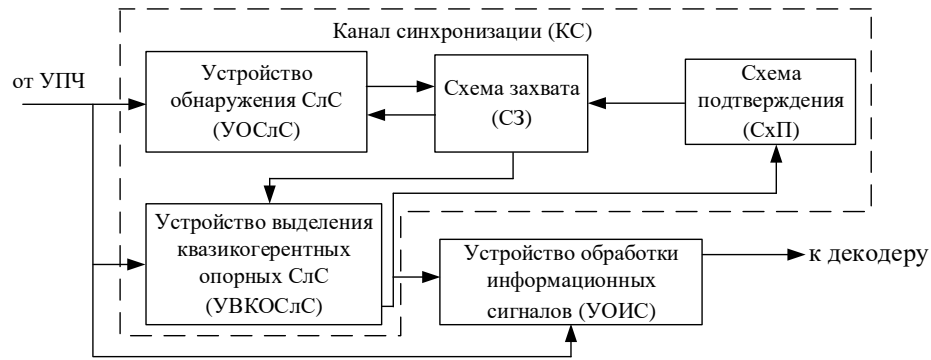 Канал синхронизации (КС)
от УПЧ
Устройство
обнаружения СлС
(УОСлС)
Схема захвата
(СЗ)
Схема
подтверждения
(СхП)
Устройство выделения
квазикогерентных
опорных СлС
(УВКОСлС)
Устройство обработки
информационных
сигналов (УОИС)
к декодеру